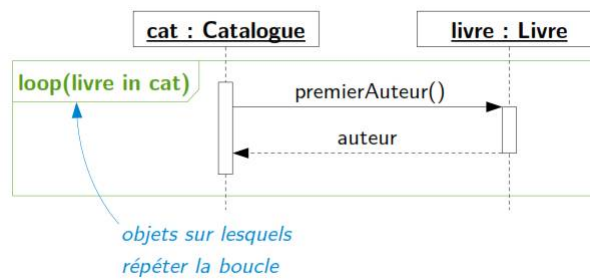 cat : Catalogue
livre : Livre
loop(livre in cat)
premierAuteur()
auteur
objets sur lesquels
répéter la boucle